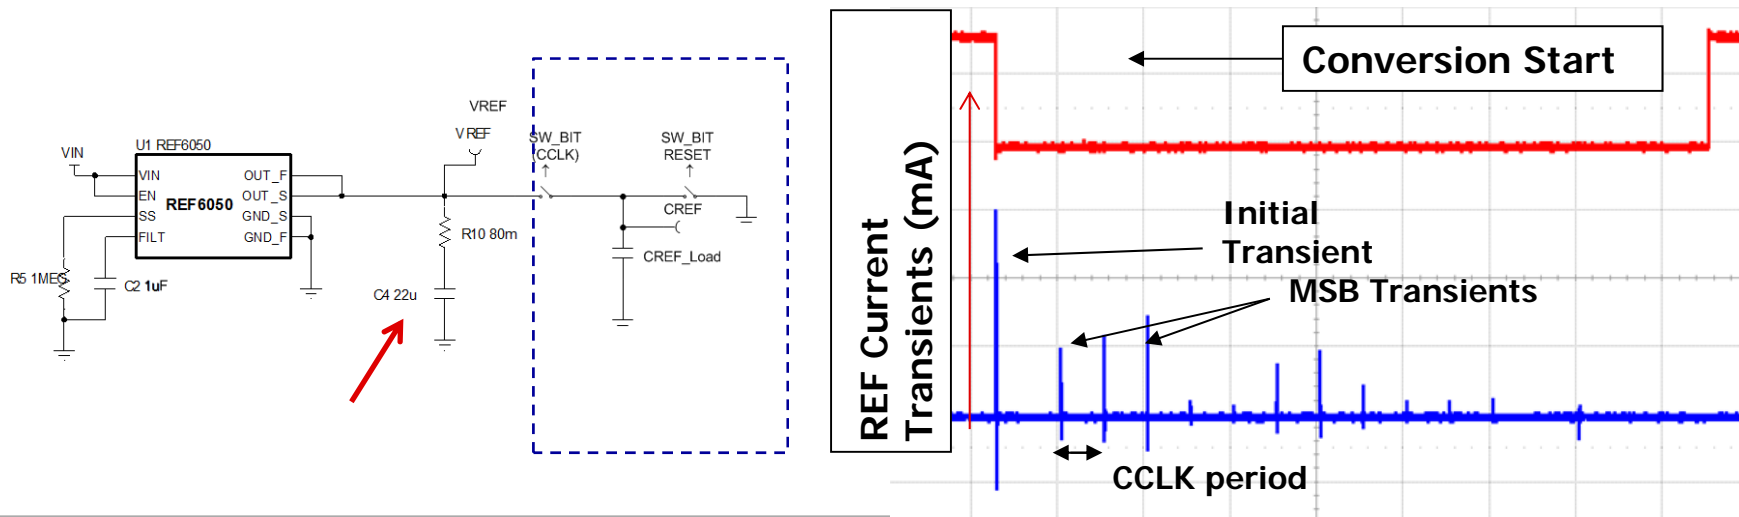 VREF
VREF
SW_BIT
(CCLK)
SW_BIT
RESET
VIN
U1 REF6050
VIN
EN
SS
FILT
REF6050
OUT_F
OUT_S
GND_S
GND_F
R5 1MEG
C2 1uF
R10 80m
C4 22u
CREF
CREF_Load
REF Current
Transients (mA)
Conversion Start
Initial
Transient
MSB Transients
CCLK period